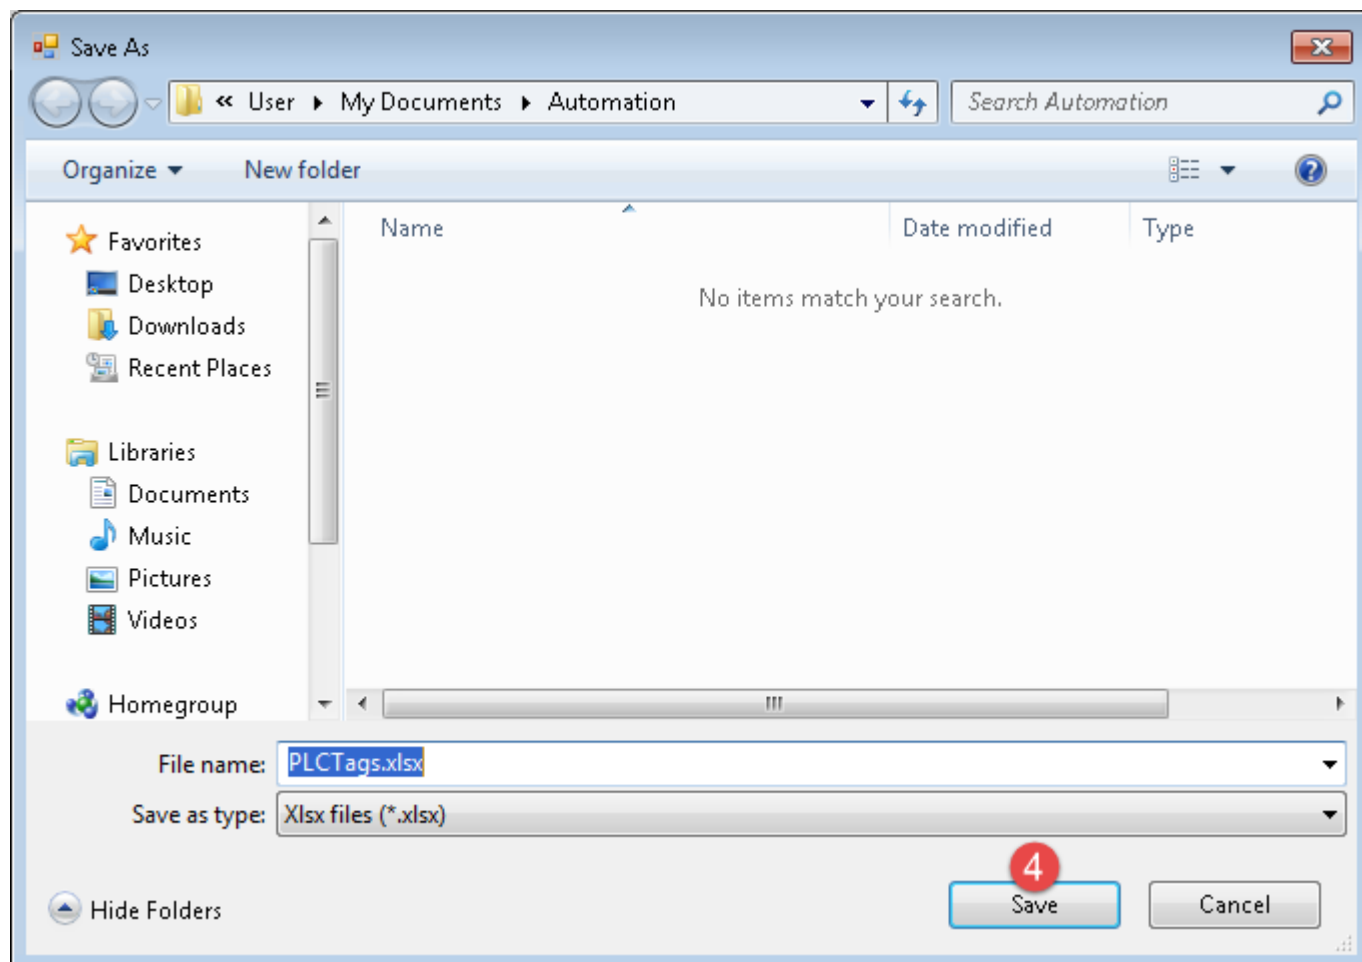 Save As
« User ▸ My Documents ▸ Automation
Search Automation
Organize
New folder
Name
Date modified
Type
No items match your search.
Favorites
Desktop
Downloads
Recent Places
Libraries
Documents
Music
Pictures
Videos
Homegroup
File name: PLCTags.xlsx
Save as type: Xlsx files (*.xlsx)
4
Hide Folders
Save
Cancel